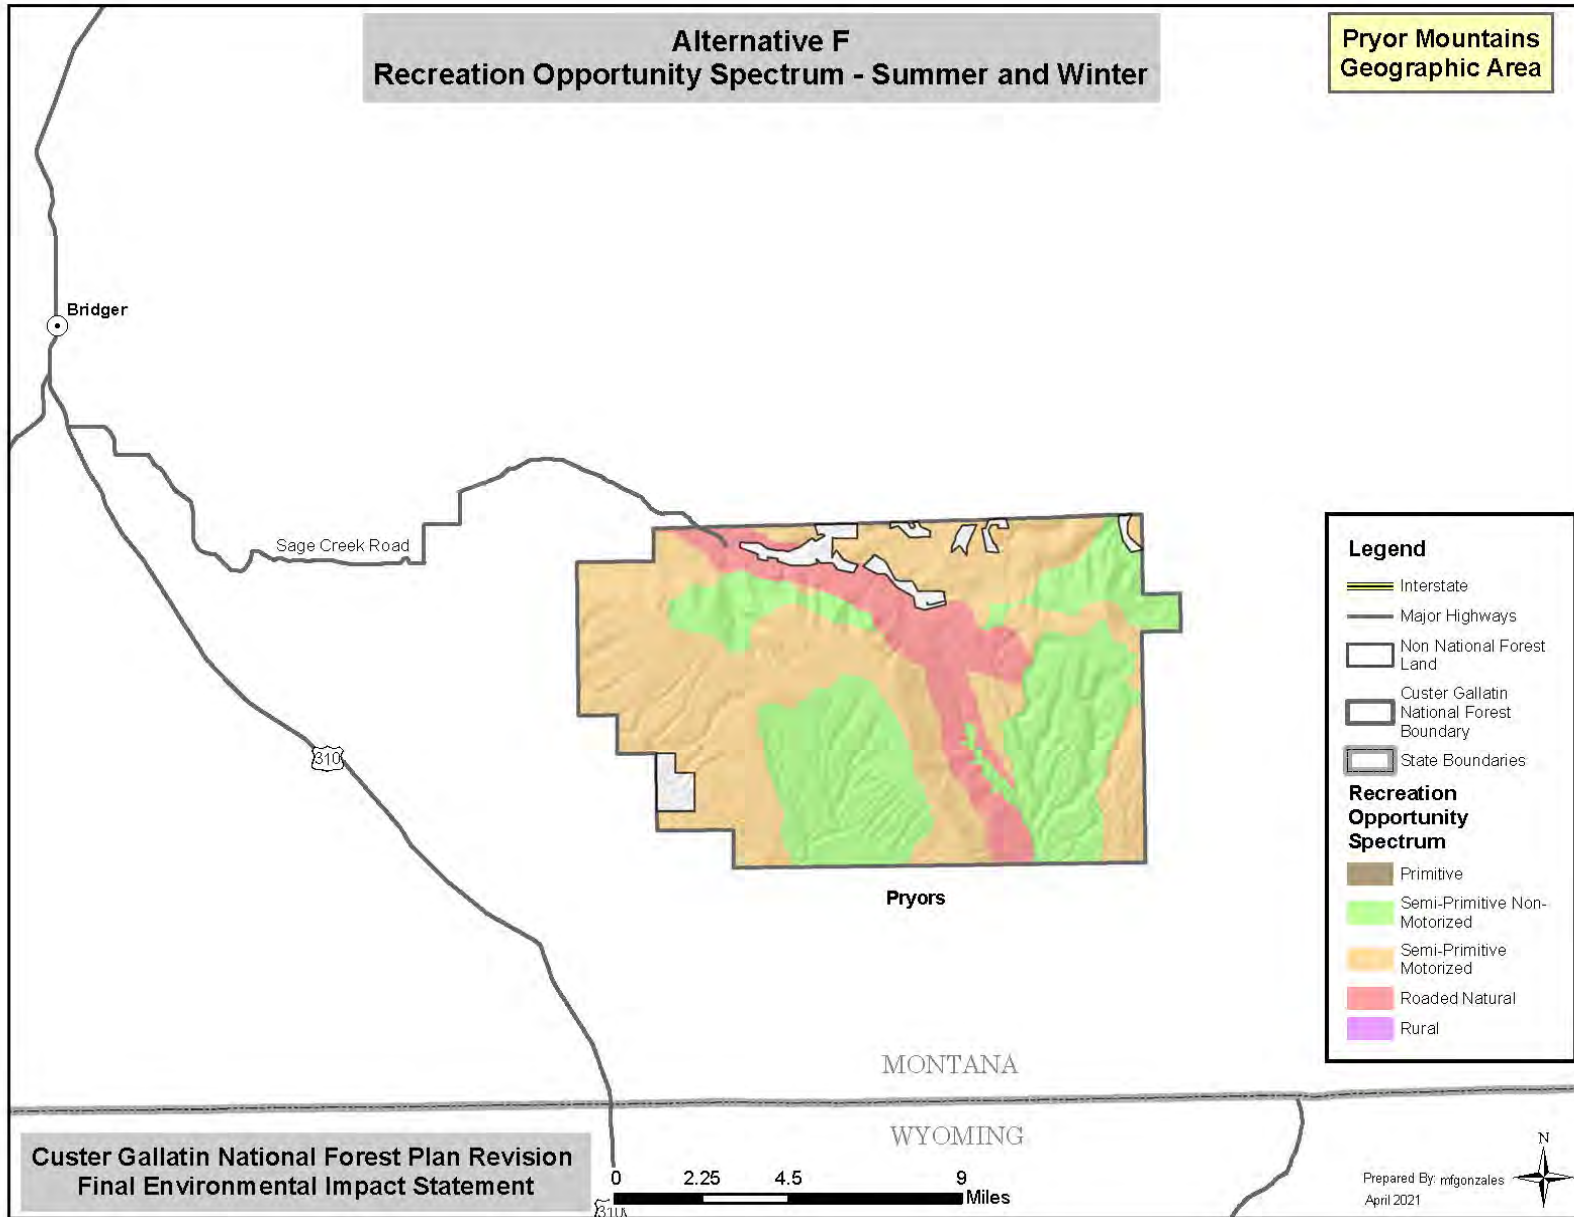 Alternative F
Recreation Opportunity Spectrum - Summer and Winter
Pryor Mountains
Geographic Area
Bridger
Sage Creek Road
310
Pryors
Legend
Interstate
Major Highways
Non National Forest
Land
Custer Gallatin
National Forest
Boundary
State Boundaries
Recreation
Opportunity
Spectrum
Primitive
Semi-Primitive Non-
Motorized
Semi-Primitive
Motorized
Roaded Natural
Rural
MONTANA
WYOMING
Custer Gallatin National Forest Plan Revision
Final Environmental Impact Statement
0 2.25 4.5 9
Miles
310
N
Prepared By: mfgonzales
April 2021